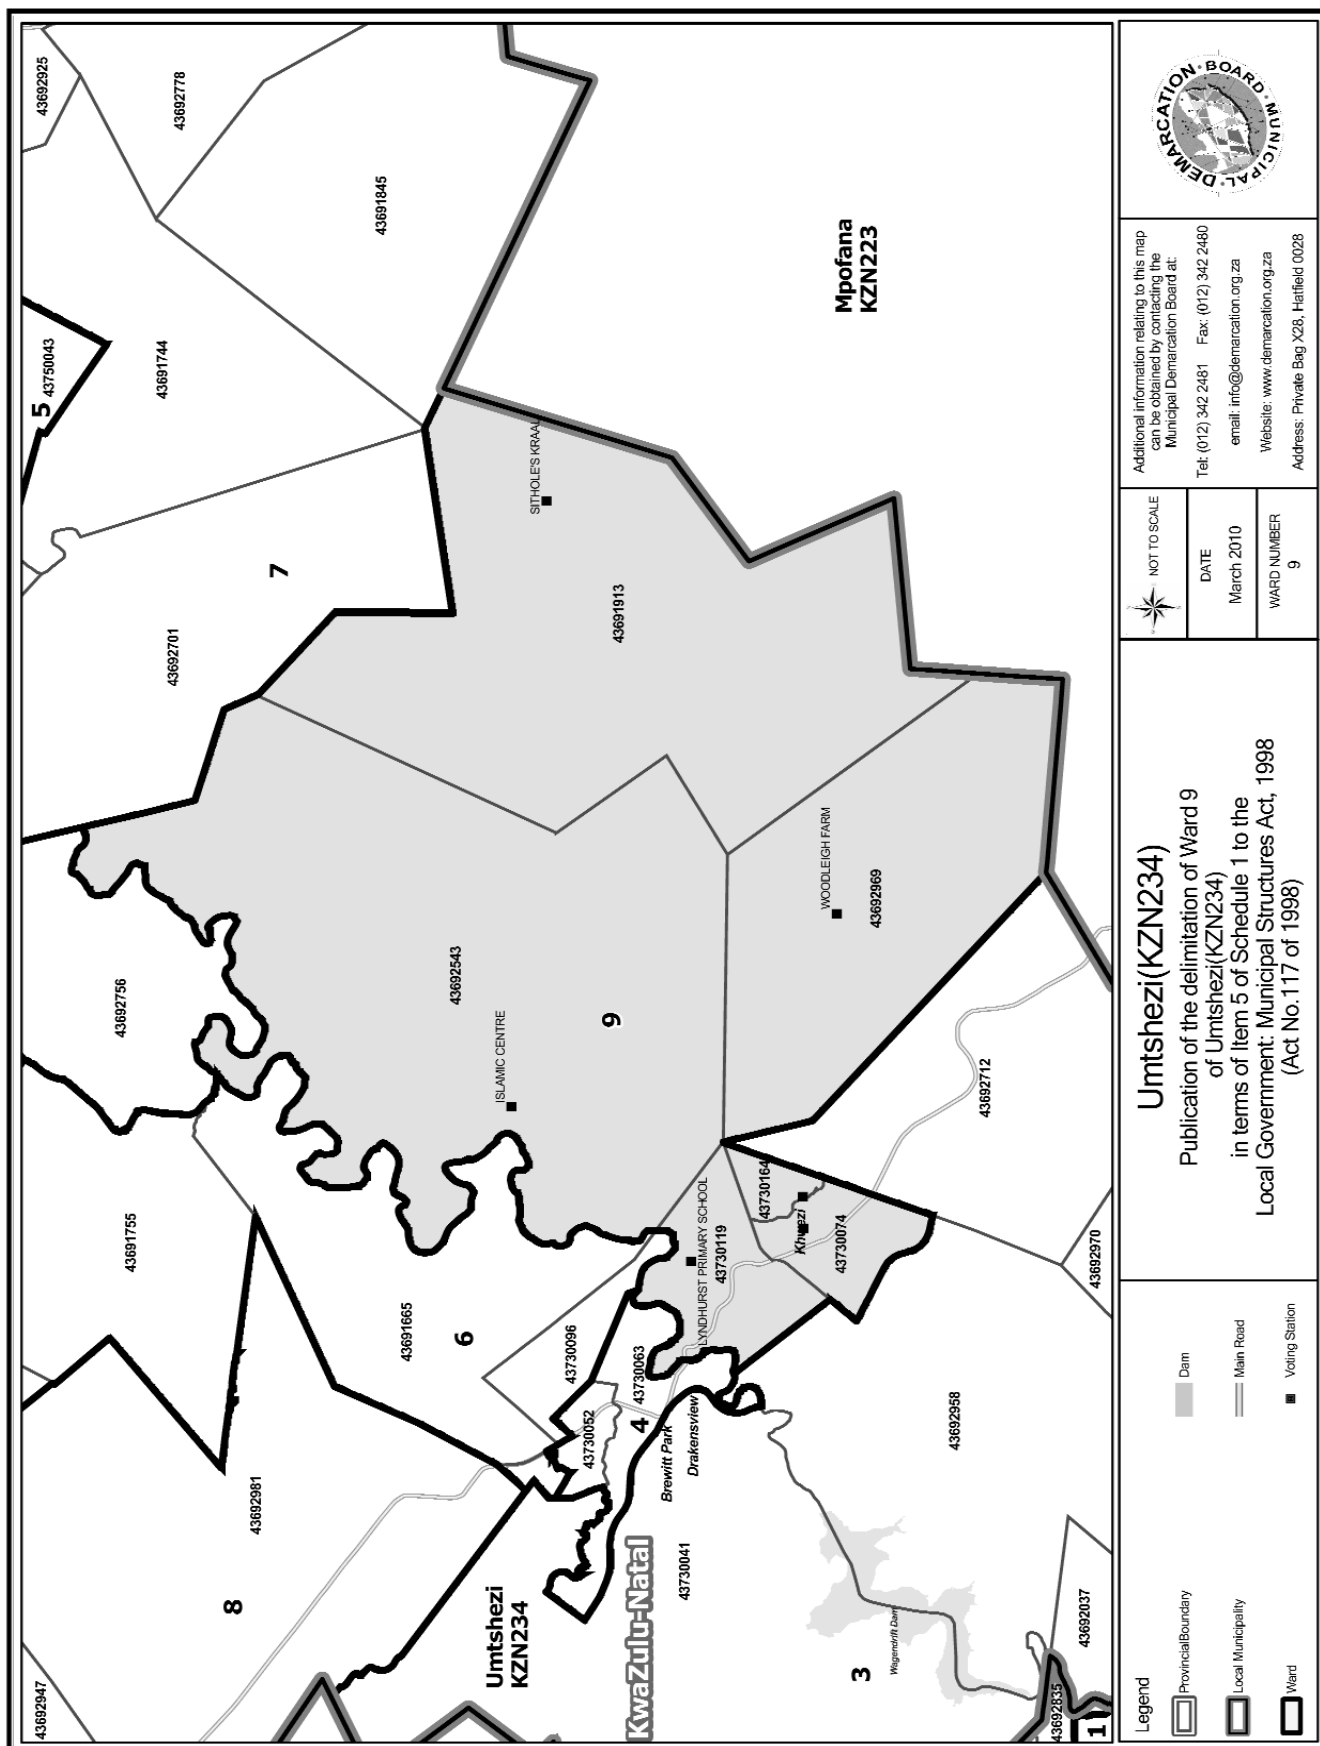 43692947
8
43692981
43691755
43692756
43692701
7
43691744
5
43750043
43692778
43692925
43691845
Umtshezi
KZN234
43691665
6
43730096
43730052
4
43730063
ISLAMIC CENTRE
43692543
9
43691913
SITHOLE'S KRAAL
Mpofana
KZN223
KwaZulu-Natal
43730041
Brewitt Park
Drakensview
LYNDHURST PRIMARY SCHOOL
43730119
43730164
Khwezi
43730074
WOODLEIGH FARM
43692969
3
Wagendrift Dam
43692958
43692712
43692037
43692970
43692835
1
Legend
ProvincialBoundary
Local Municipality
Ward
Dam
Main Road
Voting Station
Umtshezi(KZN234)
Publication of the delimitation of Ward 9
of Umtshezi(KZN234)
in terms of Item 5 of Schedule 1 to the
Local Government: Municipal Structures Act, 1998
(Act No.117 of 1998)
NOT TO SCALE
DATE
March 2010
WARD NUMBER
9
Additional information relating to this map
can be obtained by contacting the
Municipal Demarcation Board at:
Tel: (012) 342 2481 Fax: (012) 342 2480
email: info@demarcation.org.za
Website: www.demarcation.org.za
Address: Private Bag X28, Hatfield 0028
MUNICIPAL · DEMARCATION · BOARD